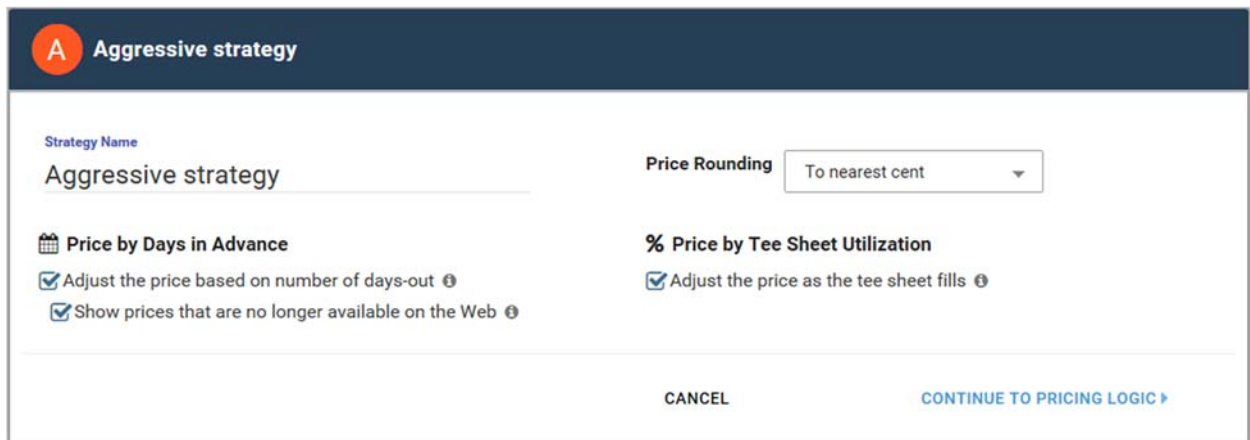 A Aggressive strategy
Strategy Name
Aggressive strategy
Price Rounding To nearest cent
Price by Days in Advance
Adjust the price based on number of days-out
Show prices that are no longer available on the Web
% Price by Tee Sheet Utilization
Adjust the price as the tee sheet fills
CANCEL
CONTINUE TO PRICING LOGIC